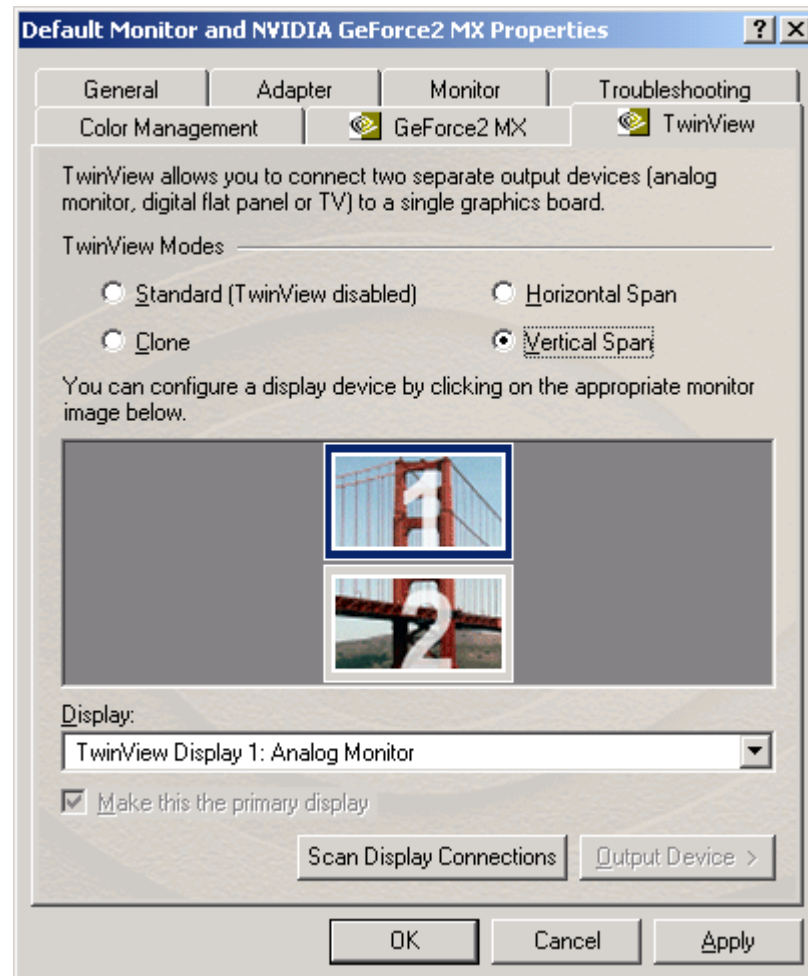 Default Monitor and NVIDIA GeForce2 MX Properties
General Adapter Monitor Troubleshooting
Color Management GeForce2 MX TwinView
TwinView allows you to connect two separate output devices (analog
monitor, digital flat panel or TV) to a single graphics board.
TwinView Modes
Standard (TwinView disabled) Horizontal Span
Clone Vertical Span
You can configure a display device by clicking on the appropriate monitor
image below.
1
2
Display:
TwinView Display 1: Analog Monitor
Make this the primary display
Scan Display Connections Output Device >
OK Cancel Apply